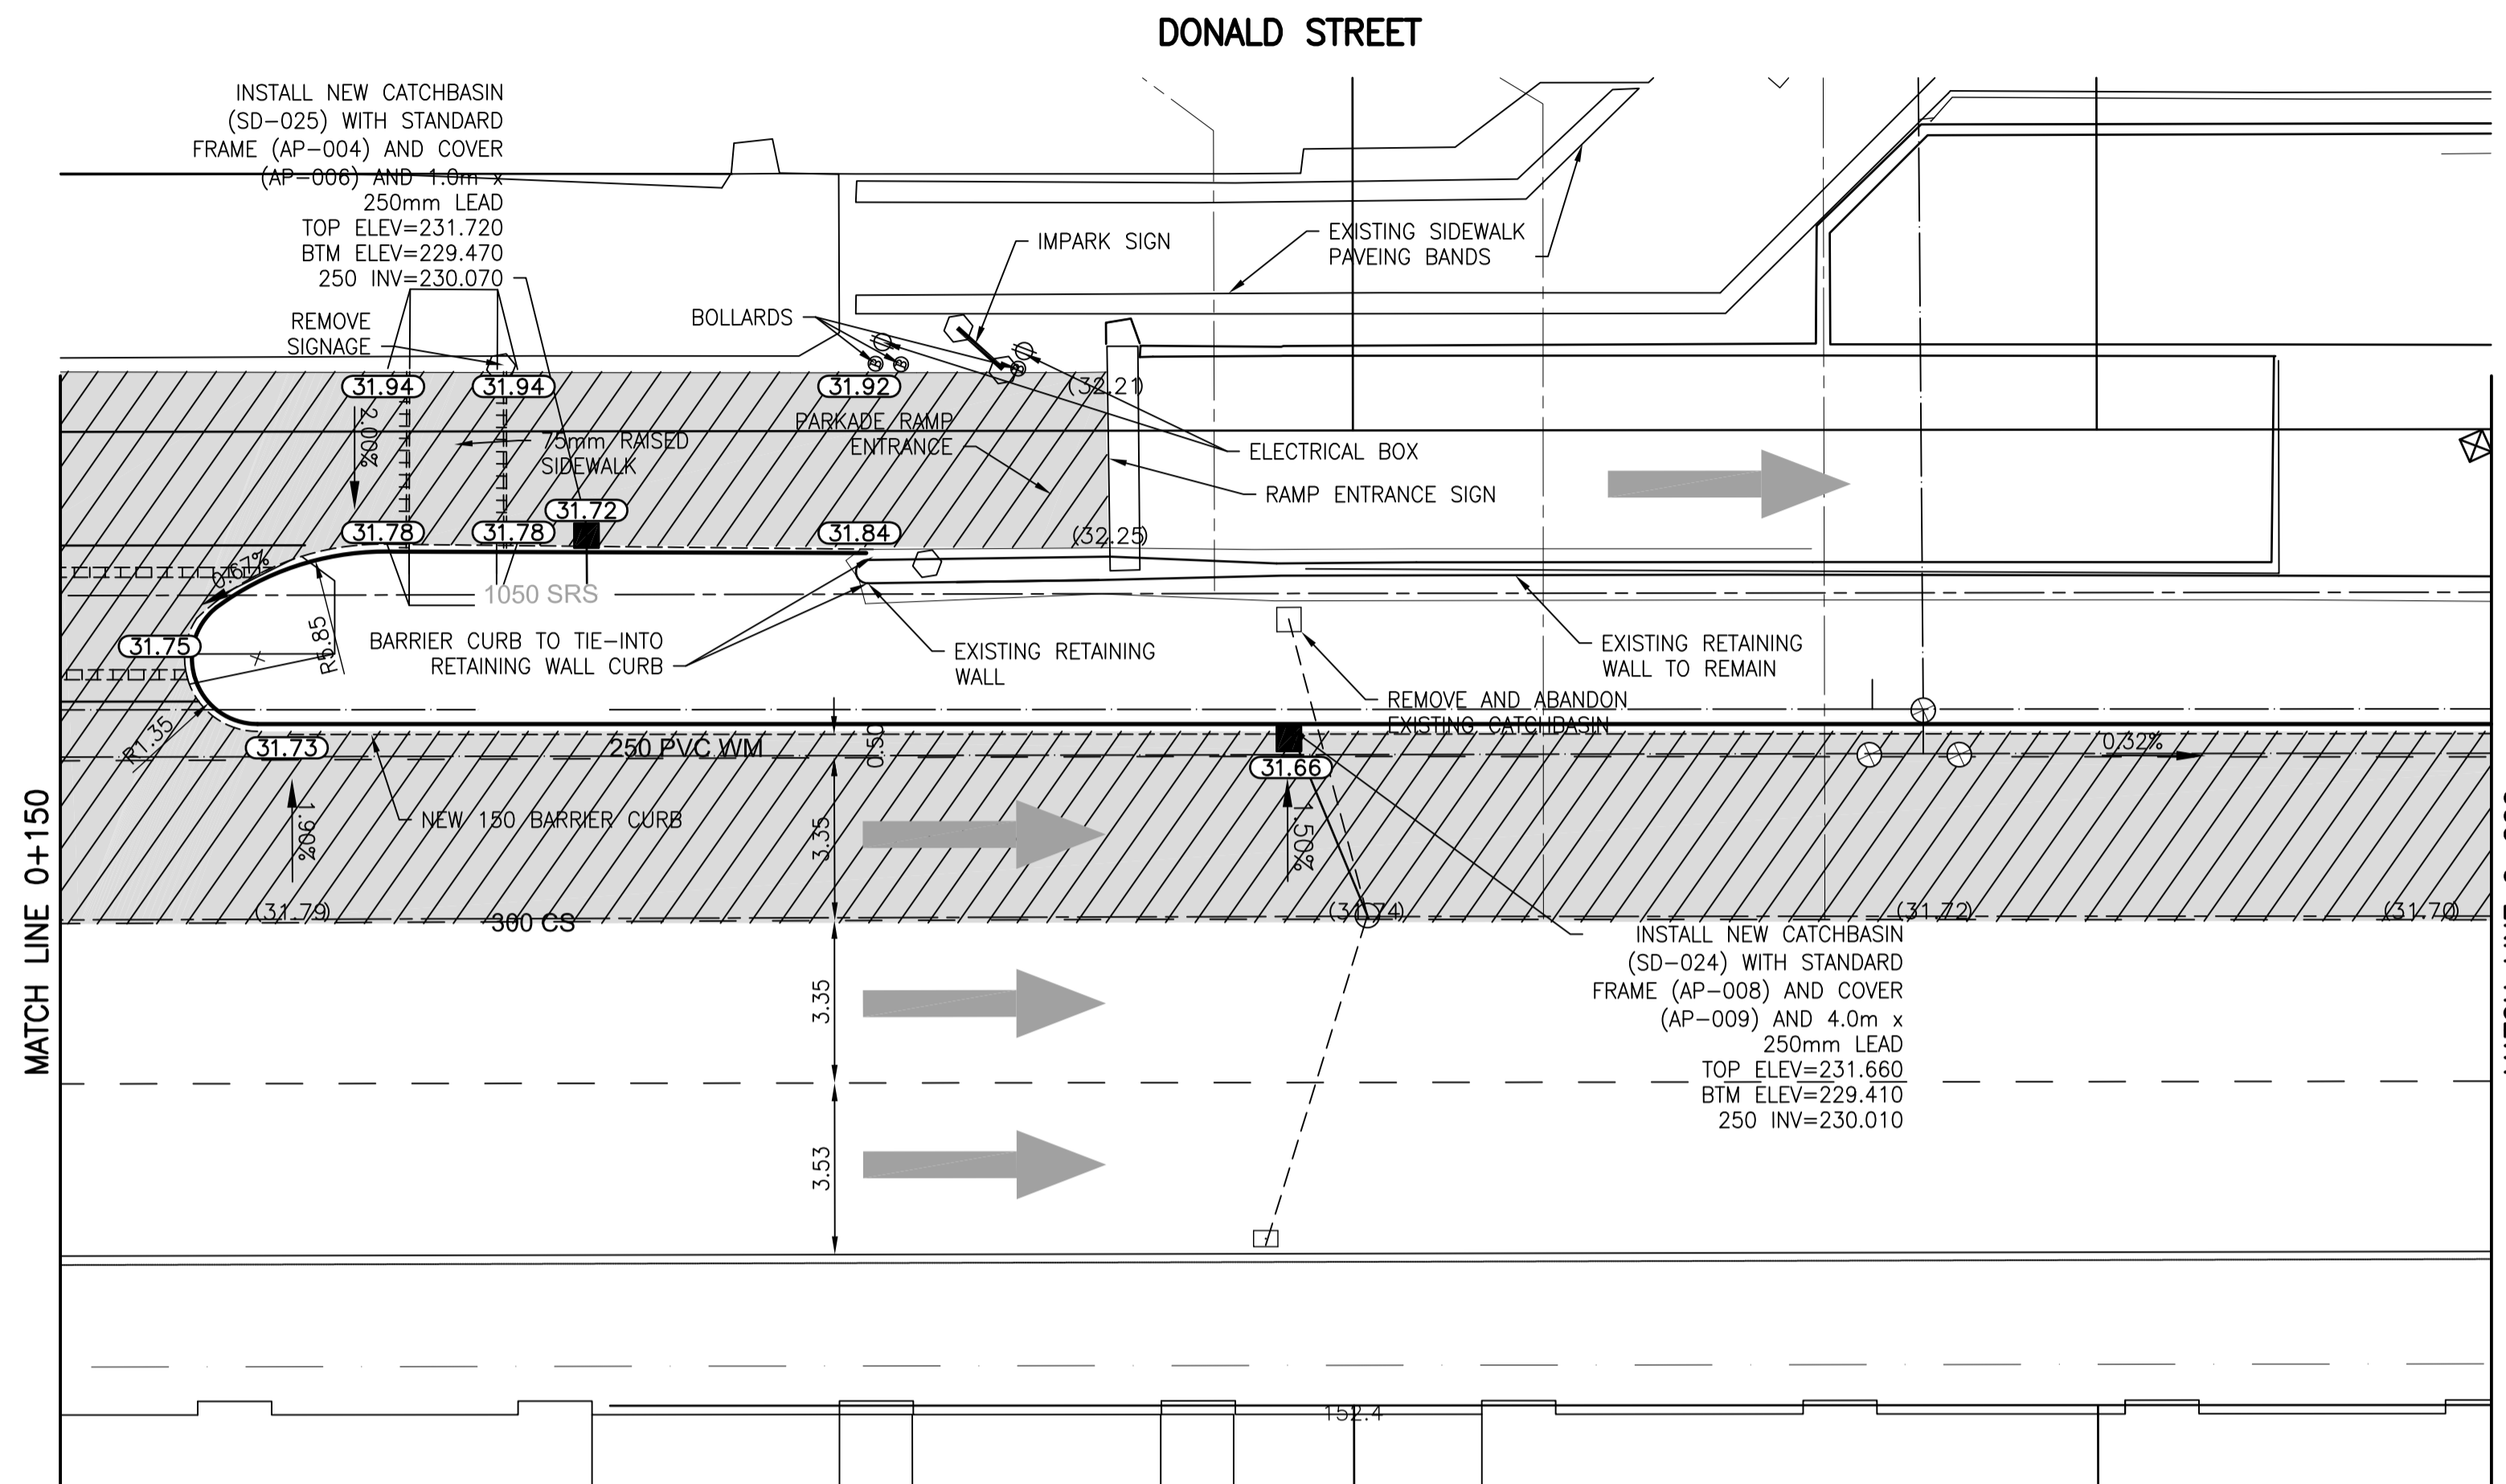 DONALD STREET
INSTALL NEW CATCHBASIN
(SD-025) WITH STANDARD
FRAME (AP-004) AND COVER
(AP-006) AND 1.0m x
250mm LEAD
TOP ELEV=231.720
BTM ELEV=229.470
250 INV=230.070
IMPARK SIGN
EXISTING SIDEWALK
PAVEING BANDS
REMOVE
SIGNAGE
BOLLARDS
B
B
B
31.94
31.94
31.92
(32.21)
2.00%
75mm RAISED
SIDEWALK
PARKADE RAMP
ENTRANCE
ELECTRICAL BOX
RAMP ENTRANCE SIGN
31.72
31.78
31.78
31.84
(32.25)
0.67%
1050 SRS
R5.85
31.75
BARRIER CURB TO TIE-INTO
RETAINING WALL CURB
EXISTING RETAINING
WALL
EXISTING RETAINING
WALL TO REMAIN
REMOVE AND ABANDON
EXISTING CATCHBASIN
R1.35
31.73
250 PVC WM
0.50
31.66
0.32%
1.90%
NEW 150 BARRIER CURB
3.35
1.50%
MATCH LINE 0+150
(31.79)
300 CS
(31.74)
(31.72)
(31.70)
INSTALL NEW CATCHBASIN
(SD-024) WITH STANDARD
FRAME (AP-008) AND COVER
(AP-009) AND 4.0m x
250mm LEAD
TOP ELEV=231.660
BTM ELEV=229.410
250 INV=230.010
3.35
3.53
152.4